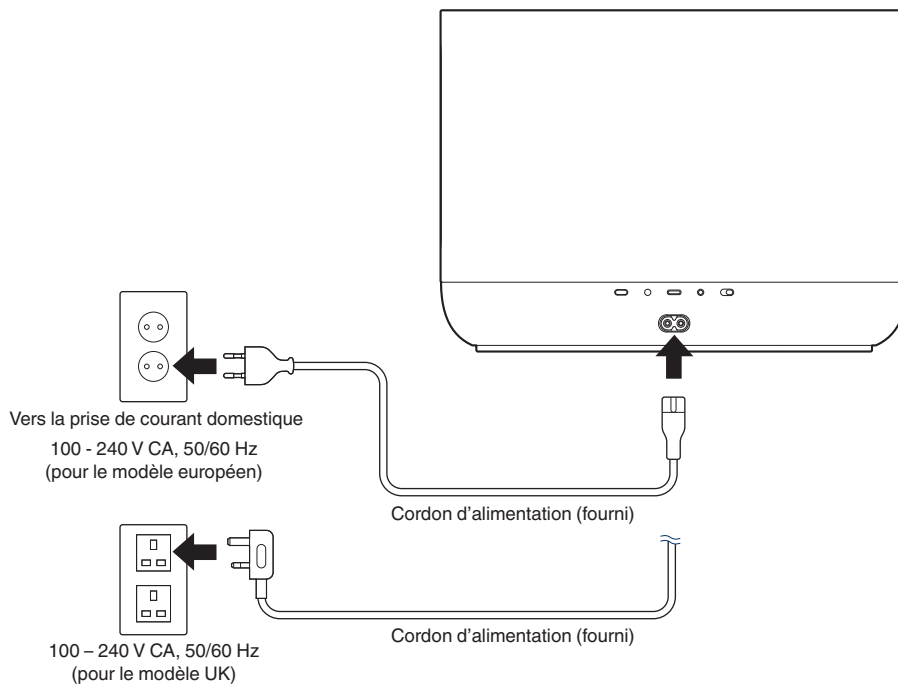 Vers la prise de courant domestique
100 - 240 V CA, 50/60 Hz
(pour le modèle européen)
Cordon d’alimentation (fourni)
Cordon d’alimentation (fourni)
100 – 240 V CA, 50/60 Hz
(pour le modèle UK)